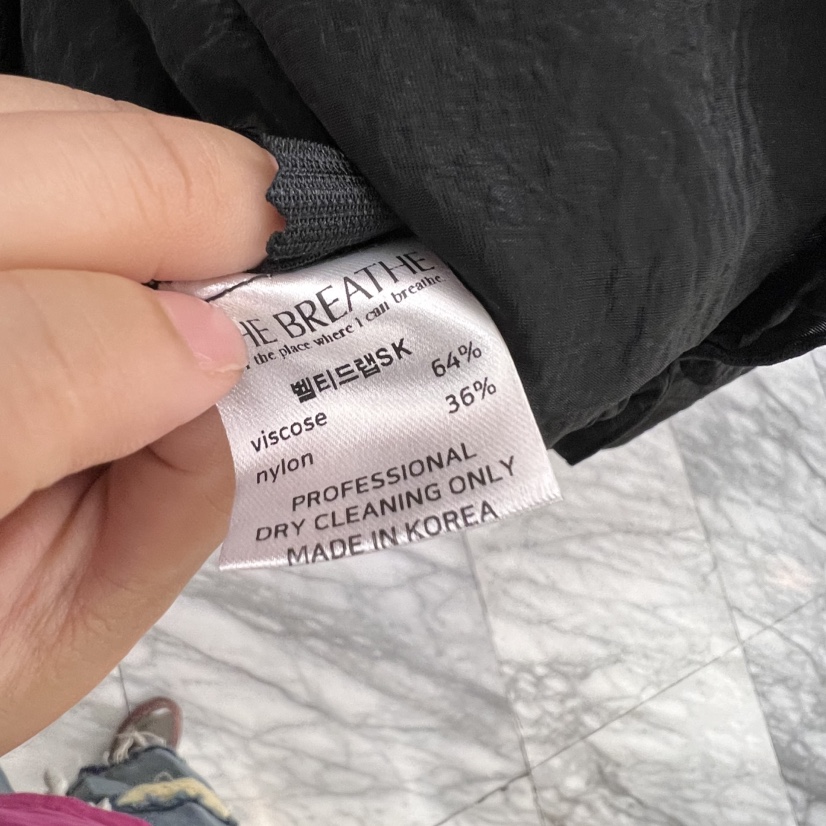 HE BREATHE
the place where I can breathe
벨티드랩SK
viscose 64%
nylon 36%
PROFESSIONAL
DRY CLEANING ONLY
MADE IN KOREA